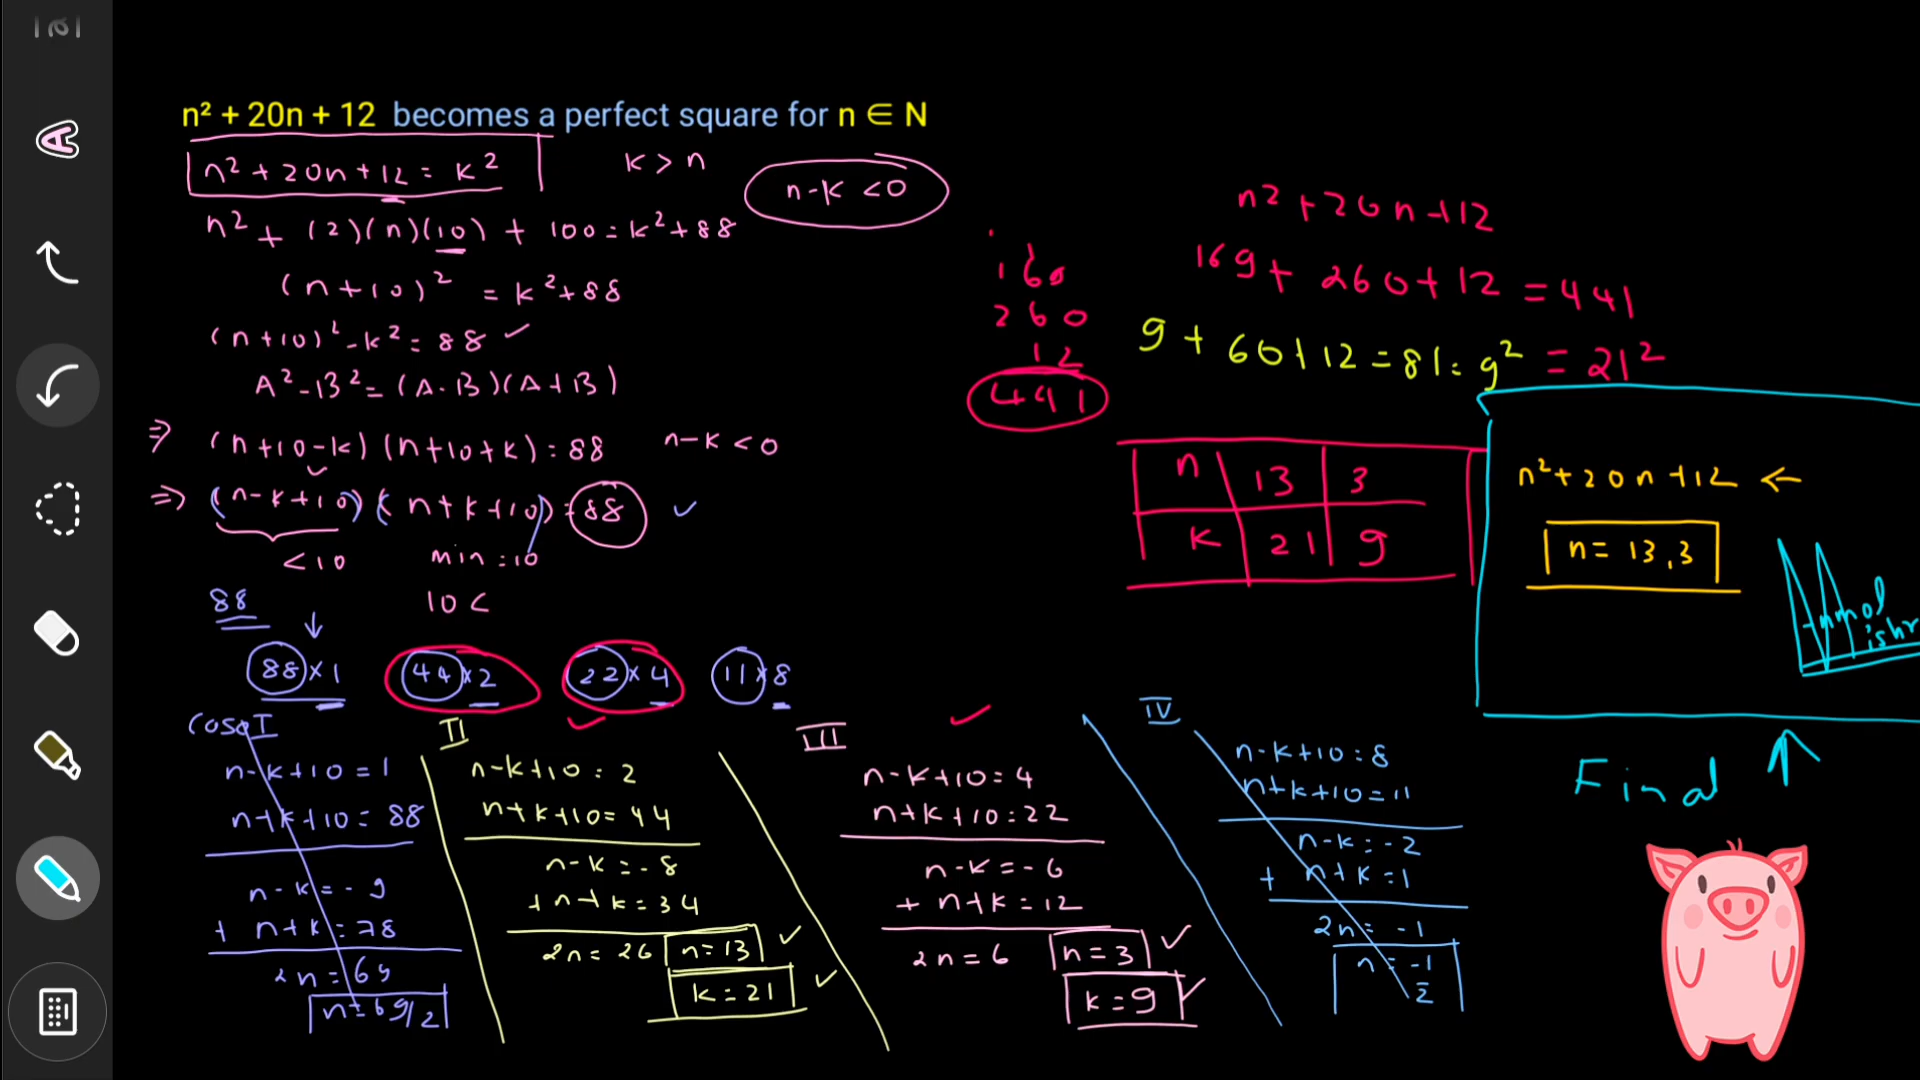 n² + 20n + 12 becomes a perfect square for n ∈ N
n² + 20n + 12 = k²
k > n
n-k < 0
n² + (2)(n)(10) + 100 = k² + 88
(n+10)² = k² + 88
(n+10)² - k² = 88 ✓
A² - B² = (A-B)(A+B)
⇒ (n+10-k)(n+10+k) = 88
n-k < 0
⇒ (n-k+10)(n+k+10) = 88 ✓
< 10
min = 10
10 <
88
↓
88×1
44×2
22×4
11×8
Case I
n-k+10 = 1
n+k+10 = 88
n-k = -9
+ n+k = 78
2n = 69
n = 69/2
II
n-k+10 = 2
n+k+10 = 44
n-k = -8
+ n+k = 34
2n = 26
n = 13 ✓
k = 21 ✓
III
n-k+10 = 4
n+k+10 = 22
n-k = -6
+ n+k = 12
2n = 6
n = 3 ✓
k = 9 ✓
IV
n-k+10 = 8
n+k+10 = 11
n-k = -2
+ n+k = 1
2n = -1
n = -1/2
160
260
12
441
n² + 20n + 12
169 + 260 + 12 = 441
= 21²
9 + 60 + 12 = 81 = 9²
n 13 3
k 21 9
n² + 20n + 12 ←
n = 13, 3
Final ↑